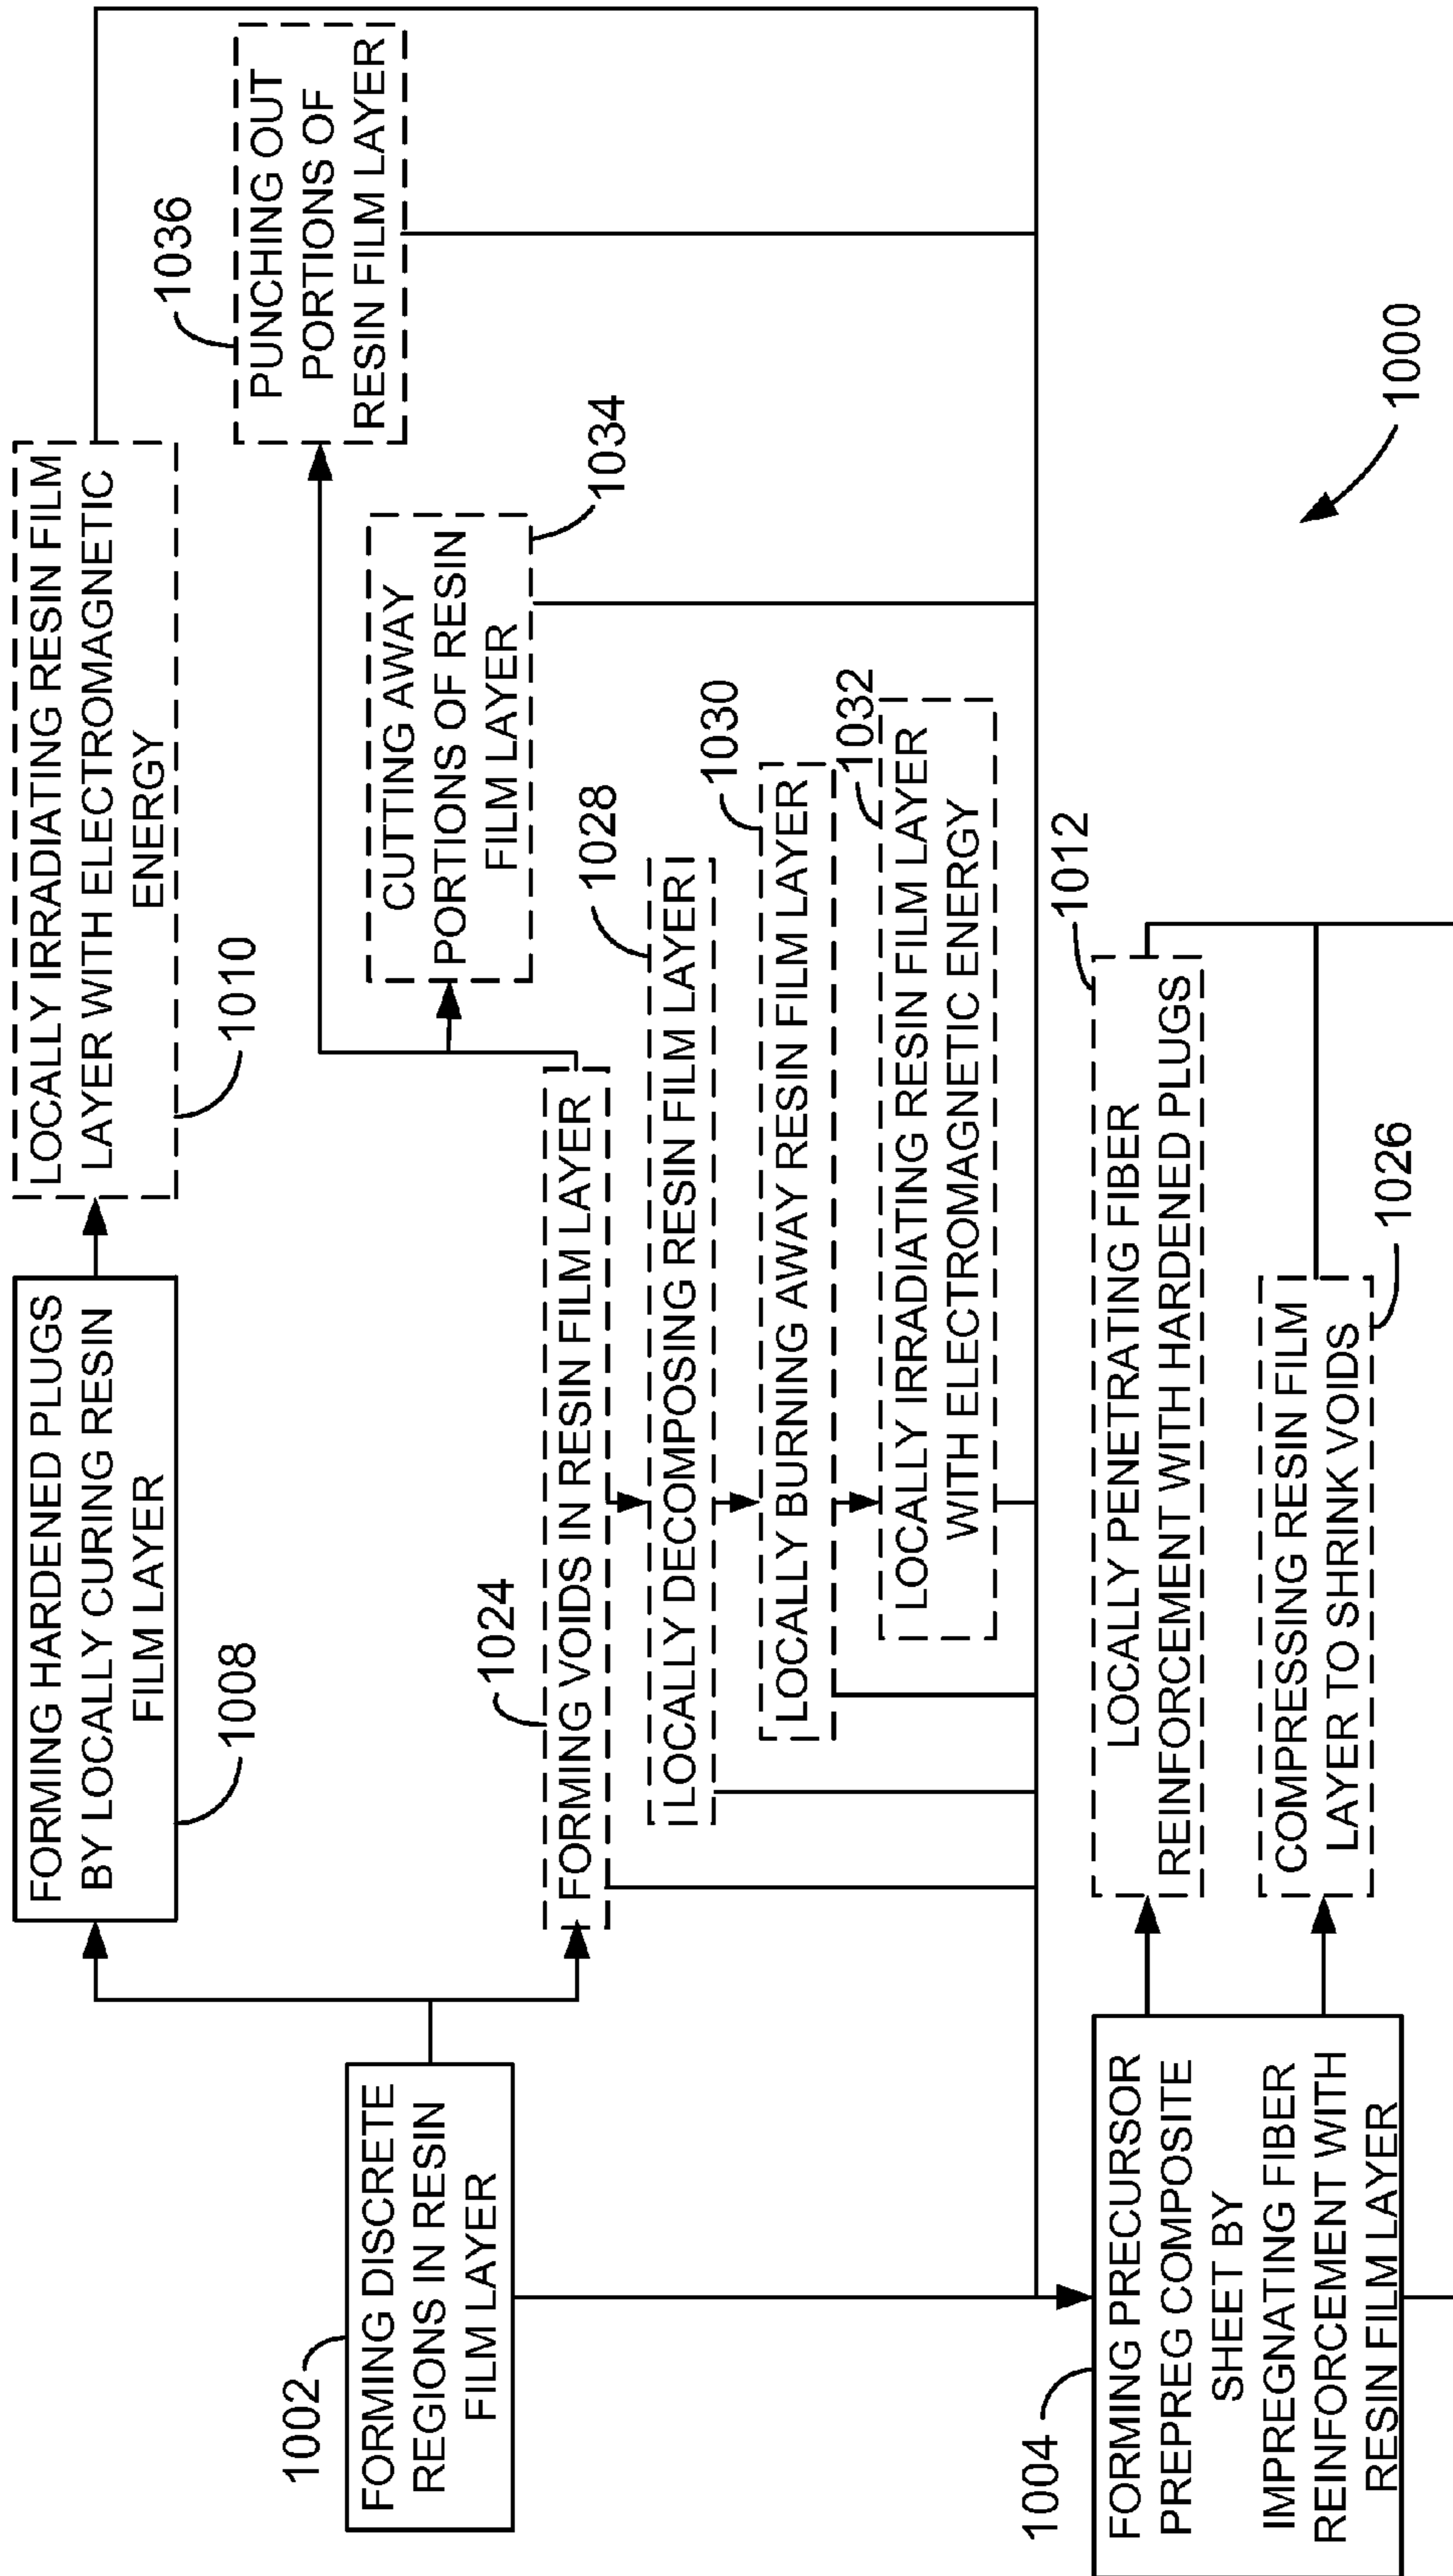 1002
FORMING DISCRETE
REGIONS IN RESIN
FILM LAYER
1008
FORMING HARDENED PLUGS
BY LOCALLY CURING RESIN
FILM LAYER
1010
LOCALLY IRRADIATING RESIN FILM
LAYER WITH ELECTROMAGNETIC
ENERGY
1024
FORMING VOIDS IN RESIN FILM LAYER
1036
PUNCHING OUT
PORTIONS OF
RESIN FILM LAYER
1034
CUTTING AWAY
PORTIONS OF RESIN
FILM LAYER
1028
LOCALLY DECOMPOSING RESIN FILM LAYER
1030
LOCALLY BURNING AWAY RESIN FILM LAYER
1032
LOCALLY IRRADIATING RESIN FILM LAYER
WITH ELECTROMAGNETIC ENERGY
1004
FORMING PRECURSOR
PREPREG COMPOSITE
SHEET BY
IMPREGNATING FIBER
REINFORCEMENT WITH
RESIN FILM LAYER
1012
LOCALLY PENETRATING FIBER
REINFORCEMENT WITH HARDENED PLUGS
COMPRESSING RESIN FILM
LAYER TO SHRINK VOIDS
1026
1000